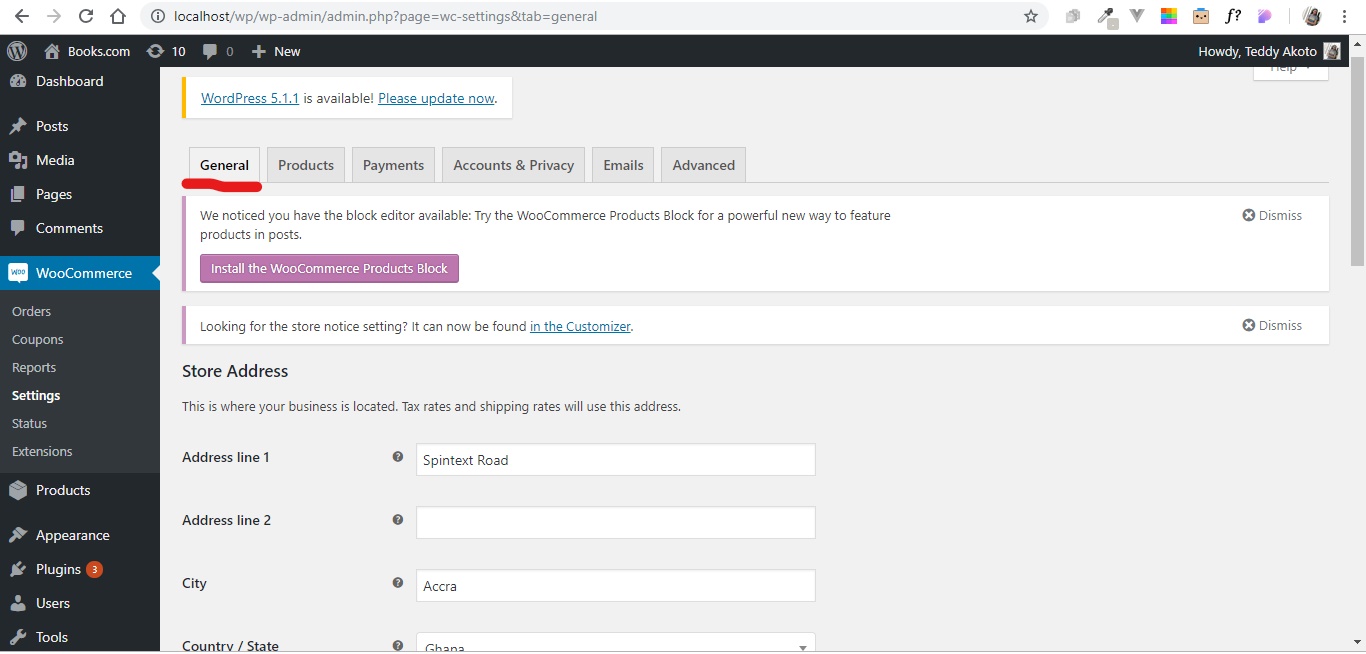 localhost/wp/wp-admin/admin.php?page=wc-settings&tab=general
f?
Books.com 10 0 New
Howdy, Teddy Akoto
Help
Dashboard
Posts
Media
Pages
Comments
WOO WooCommerce
Orders
Coupons
Reports
Settings
Status
Extensions
Products
Appearance
Plugins 3
Users
Tools
WordPress 5.1.1 is available! Please update now.
General Products Payments Accounts & Privacy Emails Advanced
We noticed you have the block editor available: Try the WooCommerce Products Block for a powerful new way to feature
products in posts.
Dismiss
Install the WooCommerce Products Block
Looking for the store notice setting? It can now be found in the Customizer.
Dismiss
Store Address
This is where your business is located. Tax rates and shipping rates will use this address.
Address line 1 Spintext Road
Address line 2
City Accra
Country / State Ghana